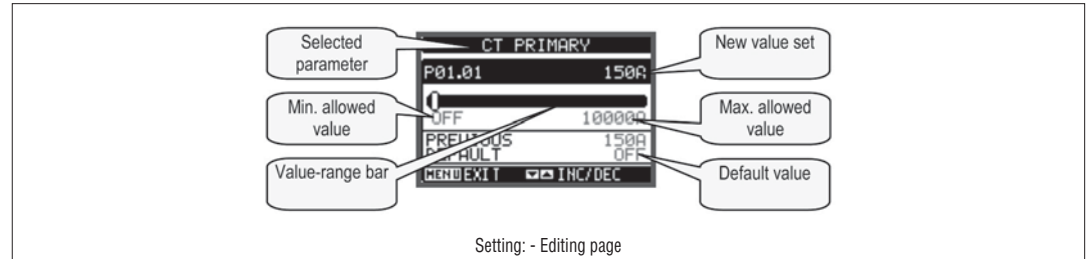 Selected
parameter
CT PRIMARY
New value set
P01.01 150A
Min. allowed
value
OFF 10000A
Max. allowed
value
PREVIOUS 150A
DEFAULT OFF
Value-range bar
Default value
MENU EXIT ▼▲ INC/DEC
Setting: - Editing page